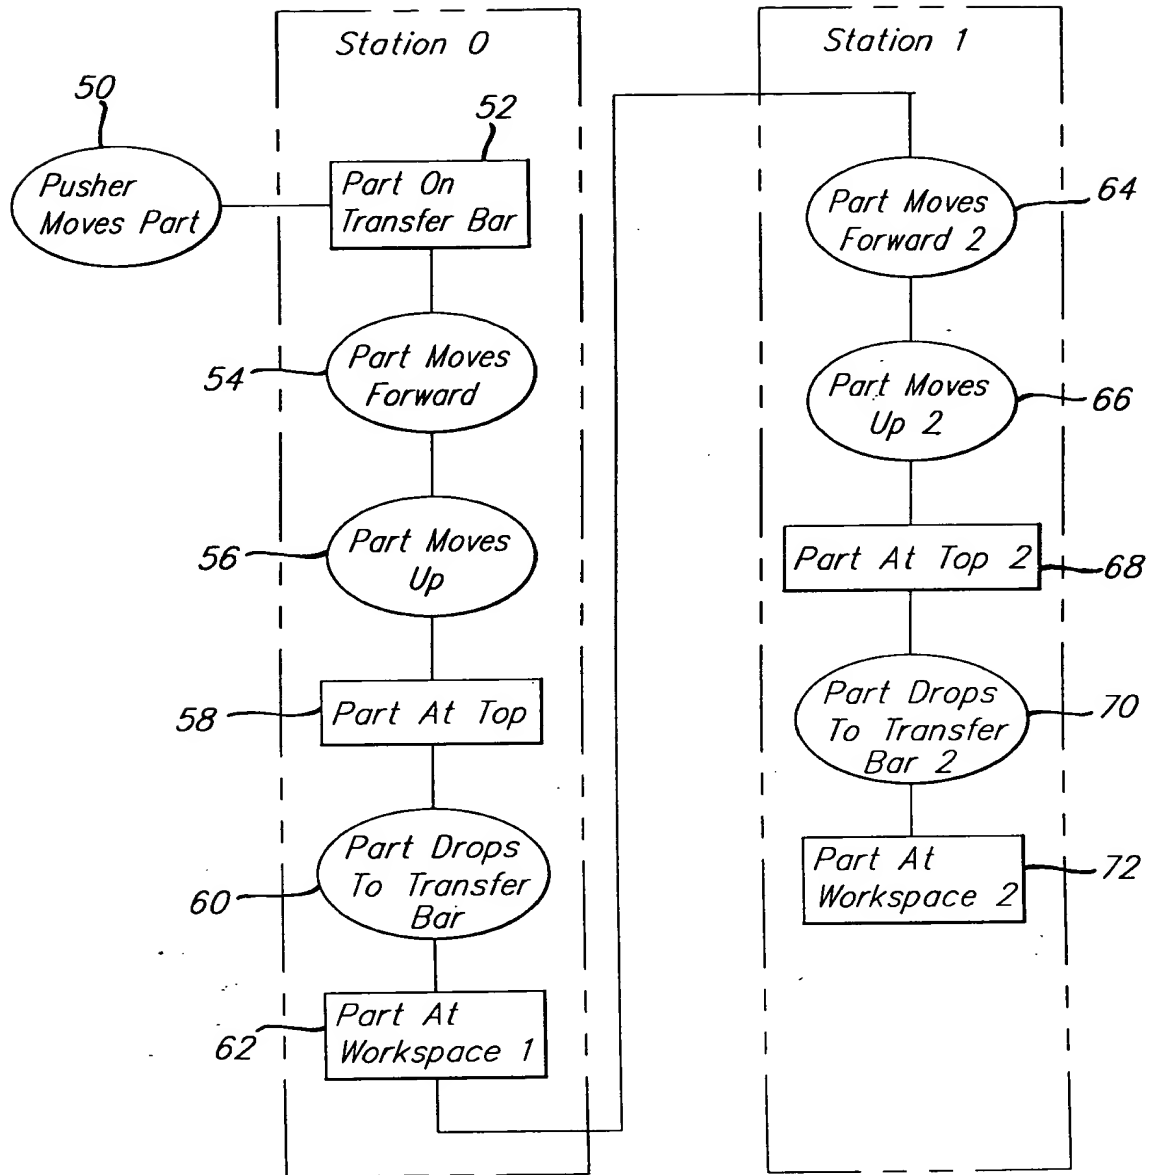 Station 0
50
52
Pusher
Moves Part
Part On
Transfer Bar
54
Part Moves
Forward
56
Part Moves
Up
58
Part At Top
60
Part Drops
To Transfer
Bar
62
Part At
Workspace 1
Station 1
Part Moves
Forward 2
64
Part Moves
Up 2
66
Part At Top 2
68
Part Drops
To Transfer
Bar 2
70
Part At
Workspace 2
72